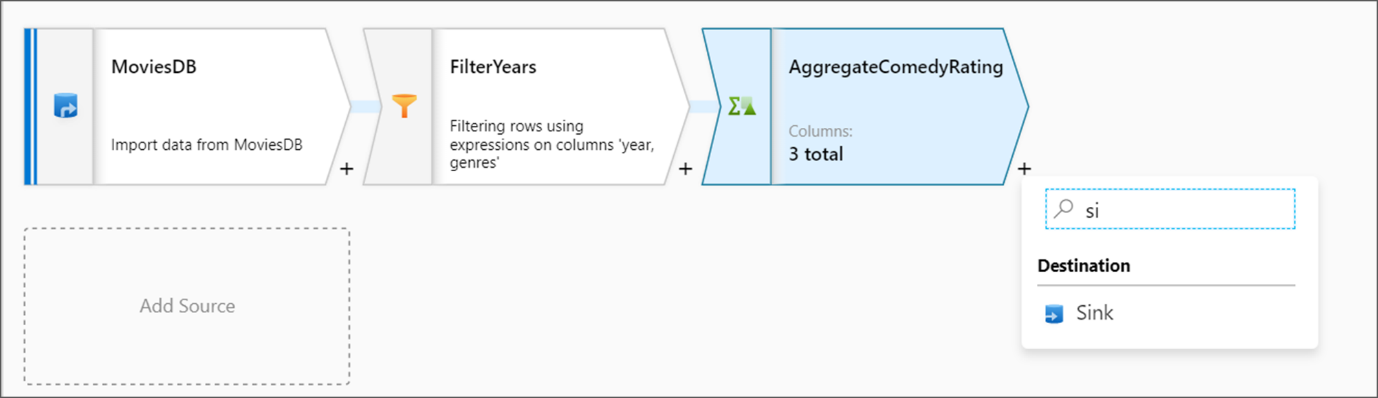 MoviesDB
Import data from MoviesDB
+
FilterYears
Filtering rows using
expressions on columns 'year,
genres'
+
AggregateComedyRating
Columns:
3 total
+
si
Destination
Sink
Add Source